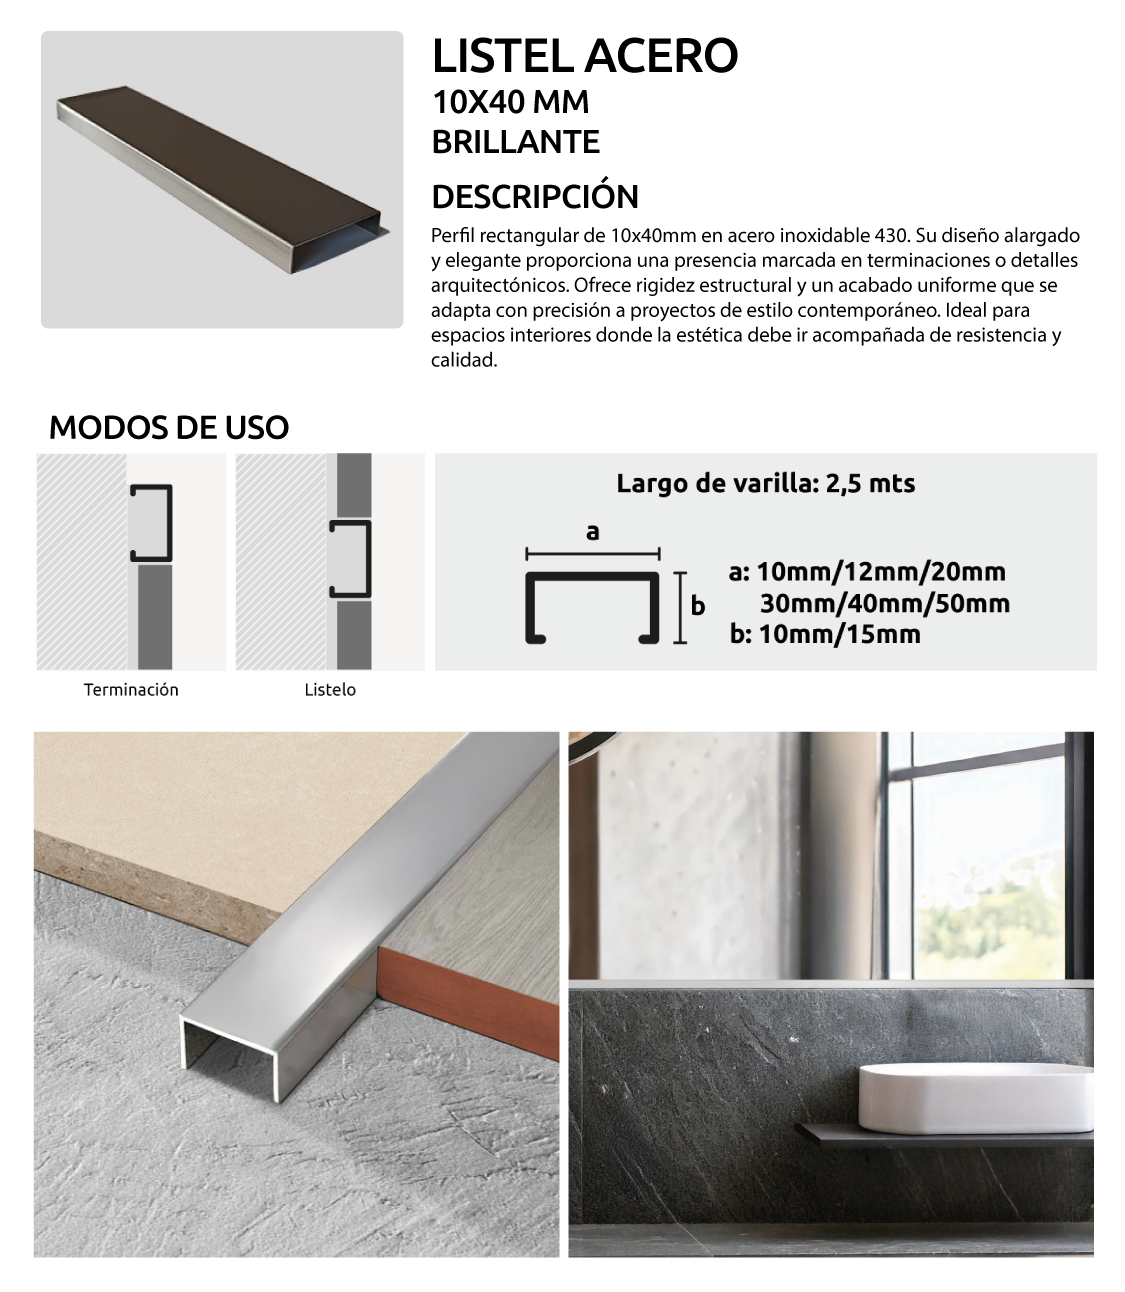 LISTEL ACERO
10X40 MM
BRILLANTE
DESCRIPCIÓN
Perfil rectangular de 10x40mm en acero inoxidable 430. Su diseño alargado
y elegante proporciona una presencia marcada en terminaciones o detalles
arquitectónicos. Ofrece rigidez estructural y un acabado uniforme que se
adapta con precisión a proyectos de estilo contemporáneo. Ideal para
espacios interiores donde la estética debe ir acompañada de resistencia y
calidad.
MODOS DE USO
Terminación
Listelo
Largo de varilla: 2,5 mts
a
b
a: 10mm/12mm/20mm
30mm/40mm/50mm
b: 10mm/15mm